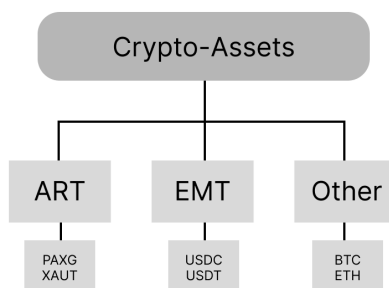 Crypto-Assets
ART
EMT
Other
PAXG
XAUT
USDC
USDT
BTC
ETH